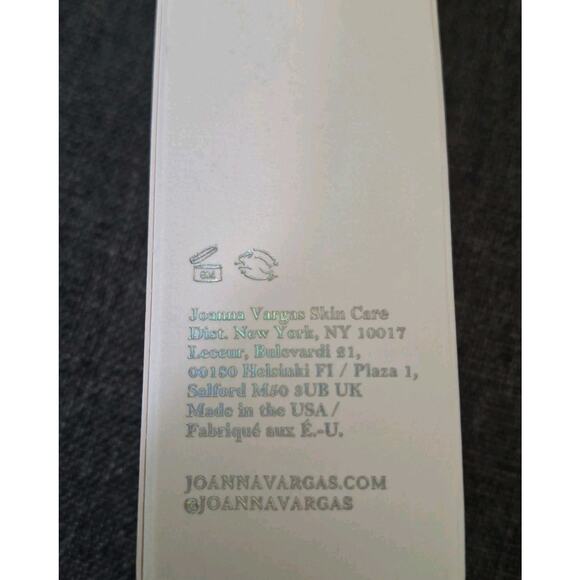 Joanna Vargas Skin Care
Dist. New York, NY 10017
Leceur, Bulevardi 21,
00180 Helsinki FI / Plaza 1,
Salford M50 3UB UK
Made in the USA /
Fabriqué aux É.-U.
JOANNAVARGAS.COM
@JOANNAVARGAS